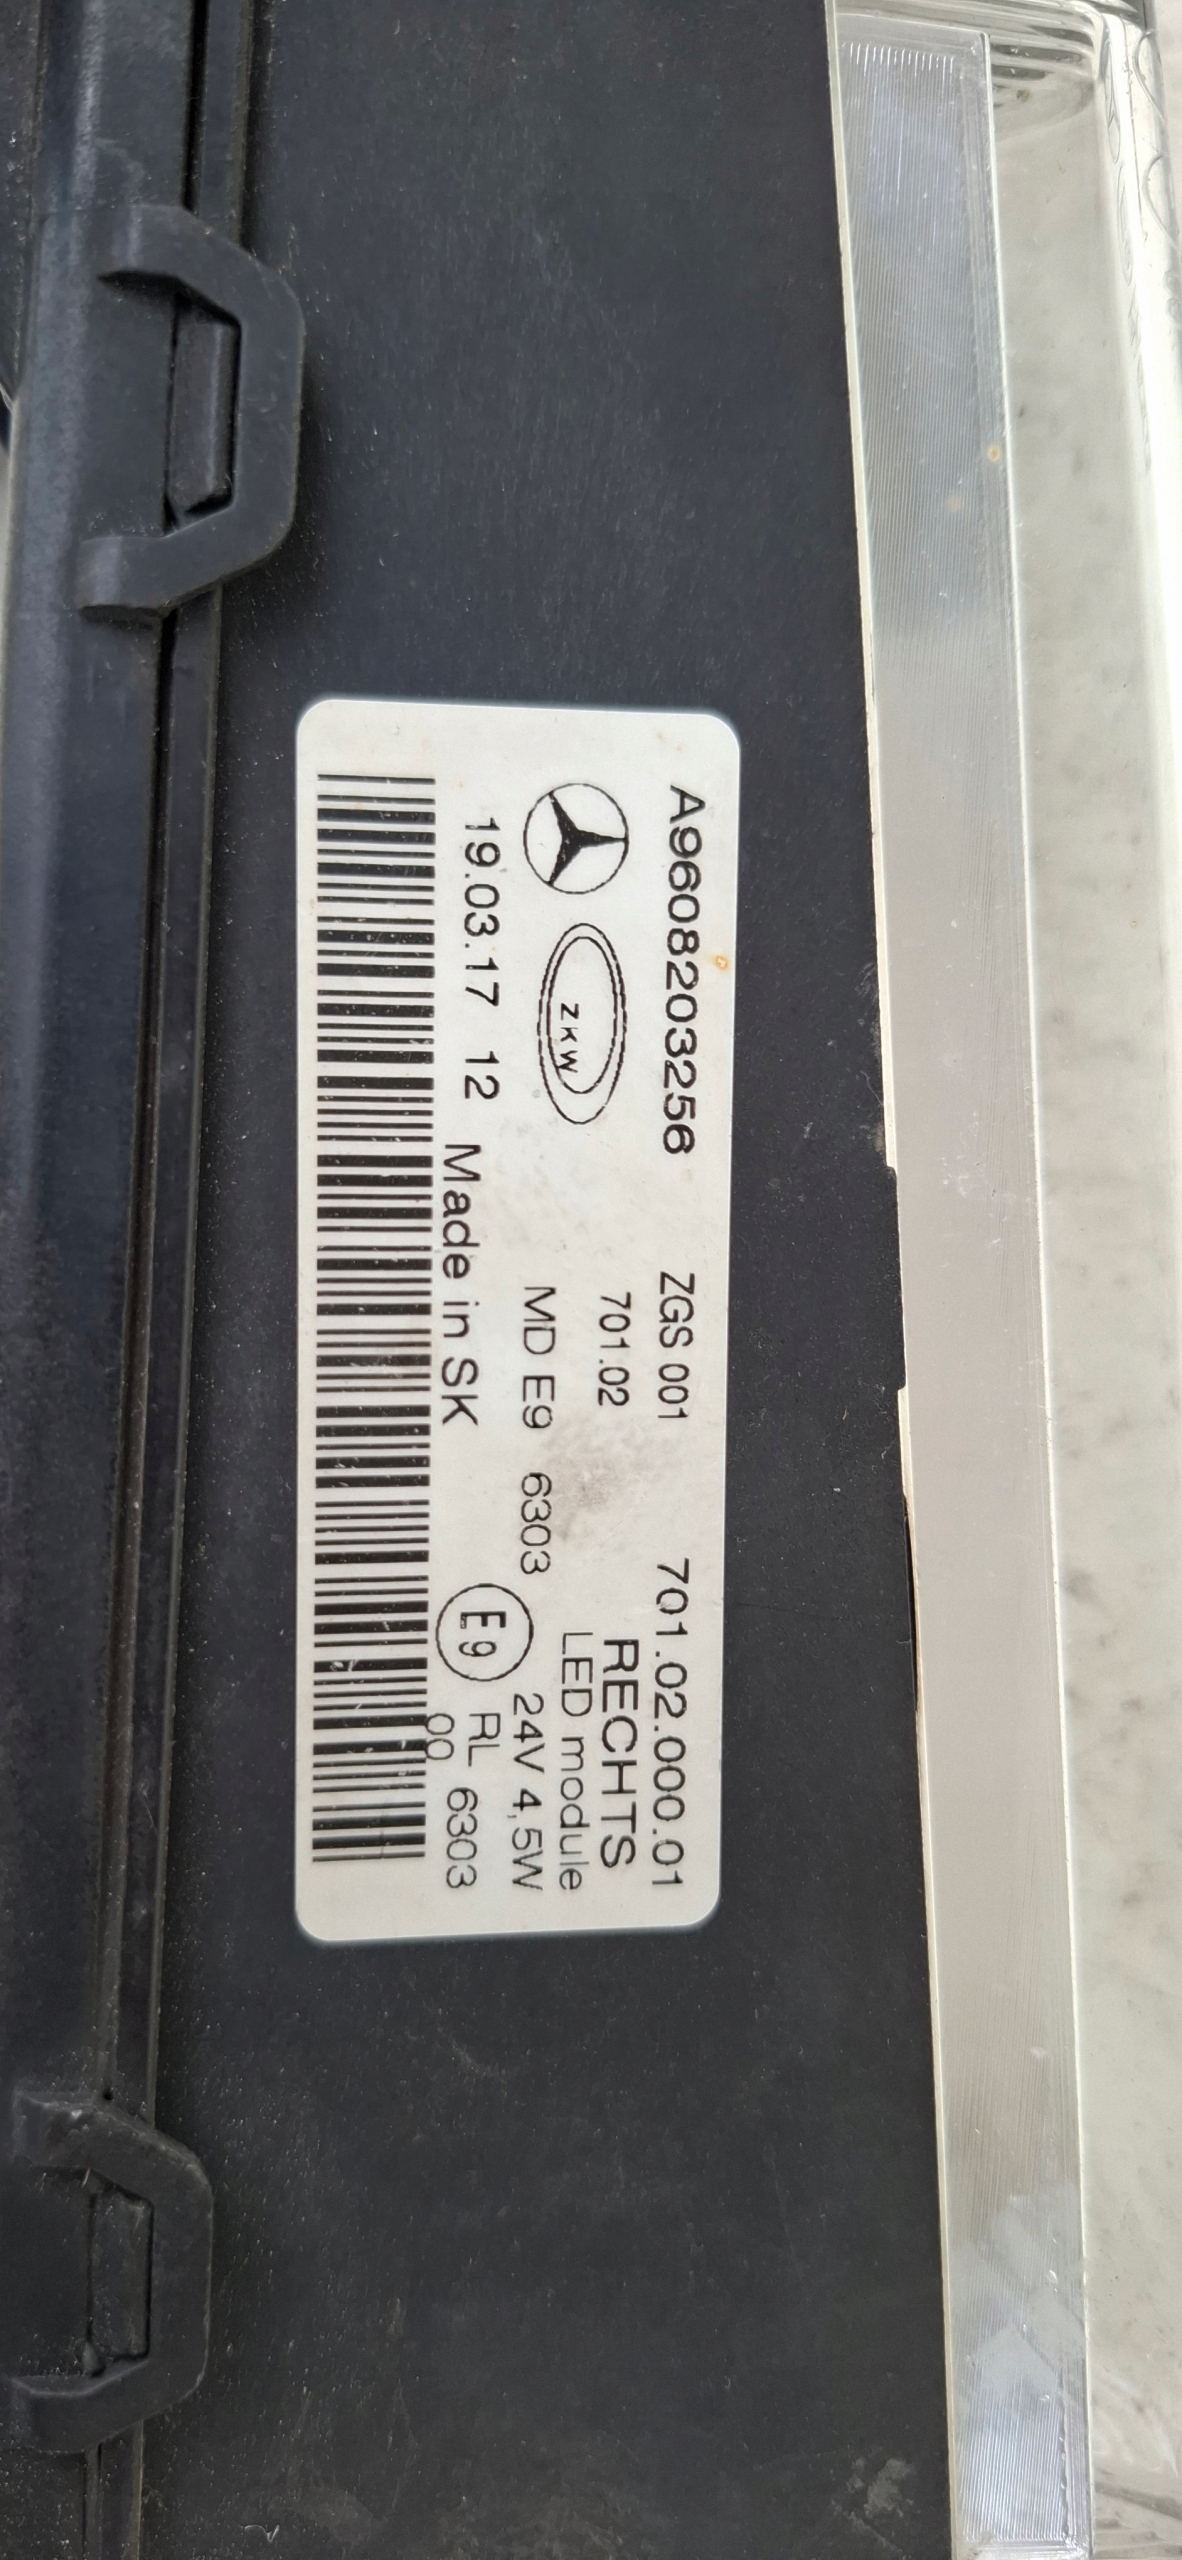 A9608203256 ZGS 001 701.02.000.01
701.02 RECHTS
ZKW LED module
MD E9 6303 24V 4,5W
19.03.17 12 E9 RL 6303
Made in SK 00